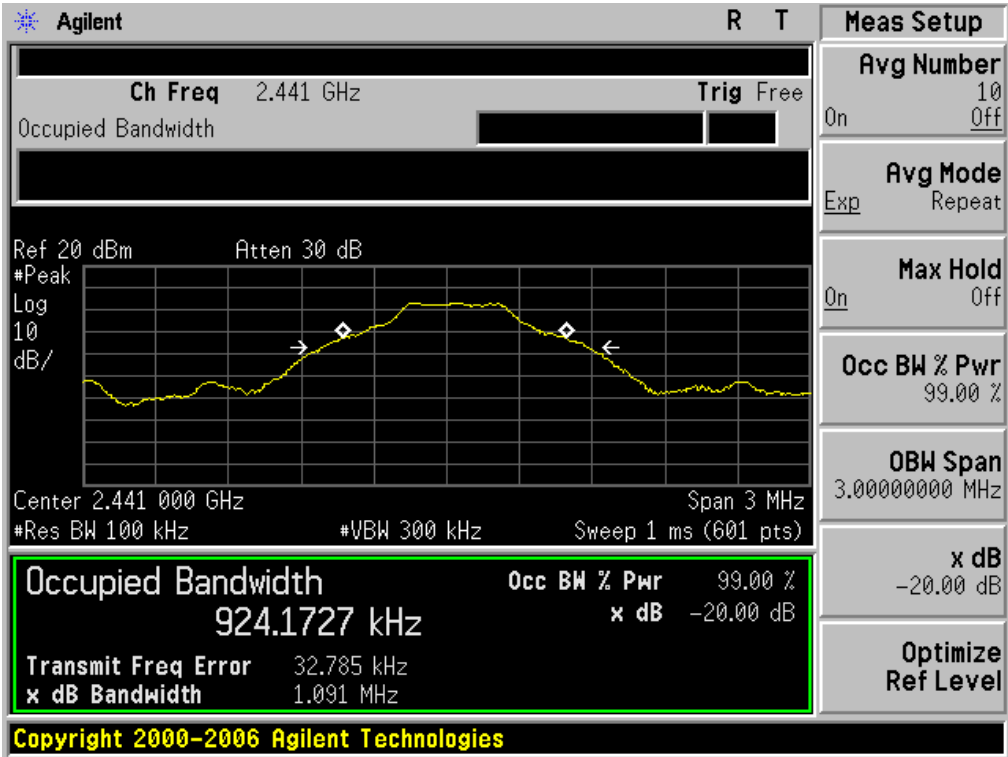 Agilent R T
Ch Freq 2.441 GHz Trig Free
Occupied Bandwidth
Ref 20 dBm Atten 30 dB
#Peak
Log
10
dB/
Center 2.441 000 GHz Span 3 MHz
#Res BW 100 kHz #VBW 300 kHz Sweep 1 ms (601 pts)
Occupied Bandwidth Occ BW % Pwr 99.00 %
924.1727 kHz x dB -20.00 dB
Transmit Freq Error 32.785 kHz
x dB Bandwidth 1.091 MHz
Copyright 2000-2006 Agilent Technologies
Meas Setup
Avg Number
10
On Off
Avg Mode
Exp Repeat
Max Hold
On Off
Occ BW % Pwr
99.00 %
OBW Span
3.00000000 MHz
x dB
-20.00 dB
Optimize
Ref Level